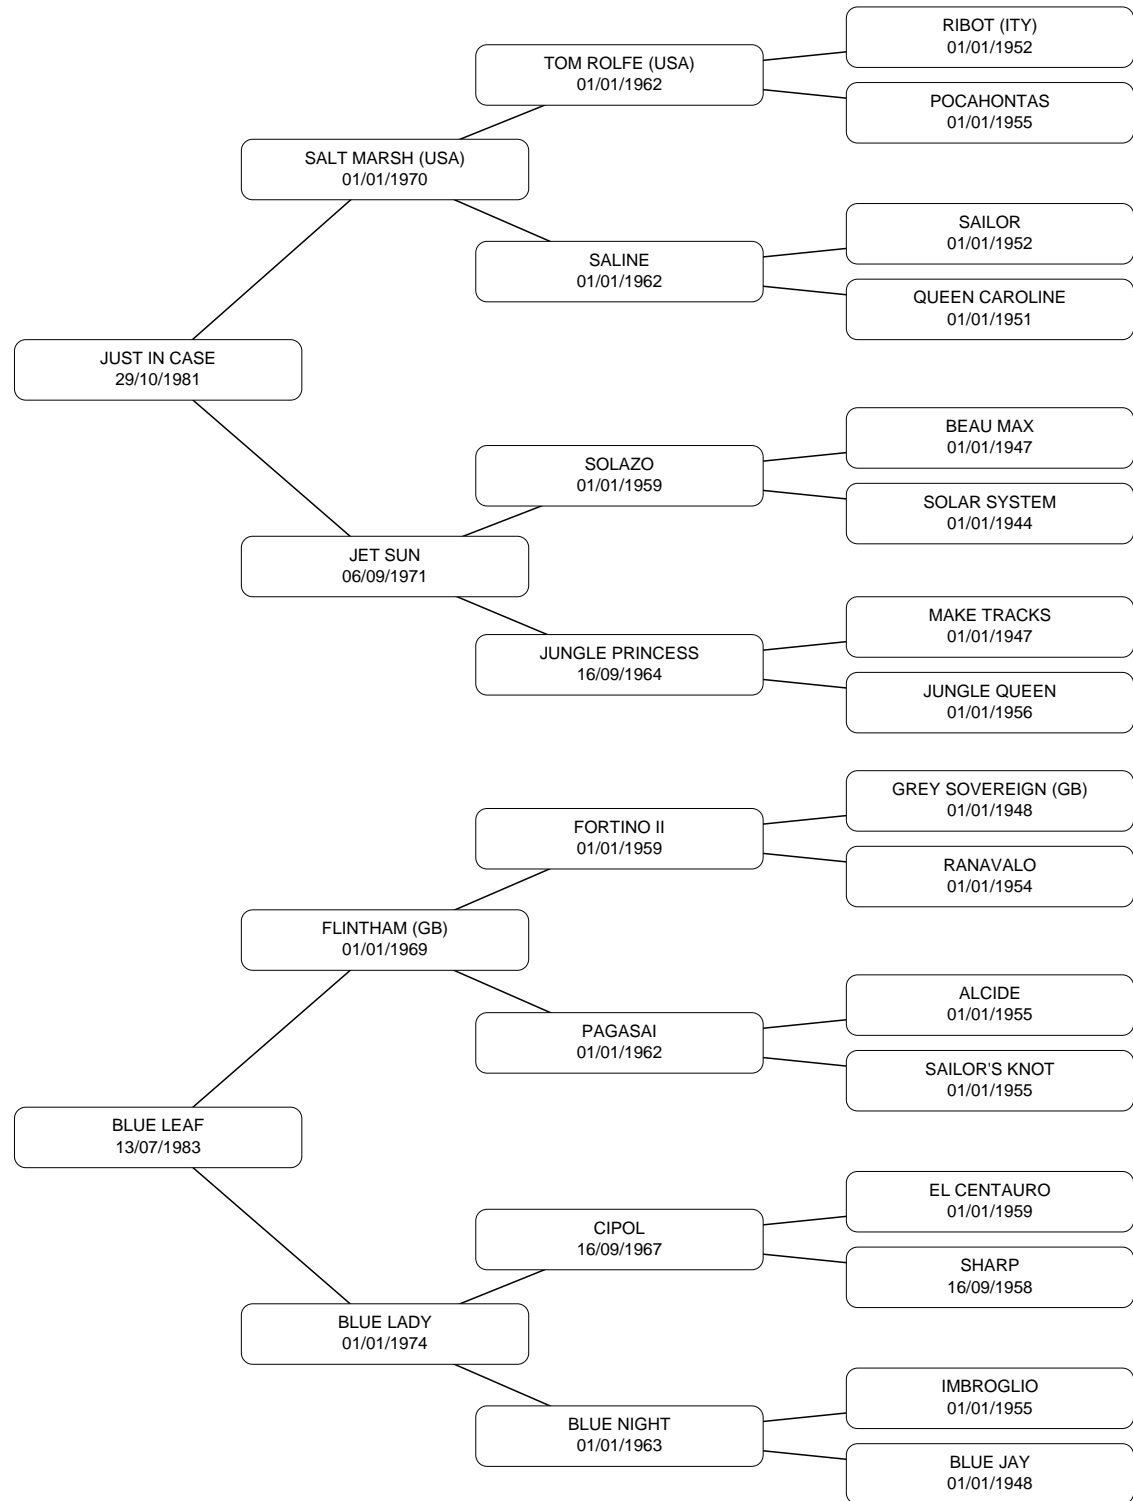 RIBOT (ITY)
01/01/1952
TOM ROLFE (USA)
01/01/1962
POCAHONTAS
01/01/1955
SALT MARSH (USA)
01/01/1970
SAILOR
01/01/1952
SALINE
01/01/1962
QUEEN CAROLINE
01/01/1951
JUST IN CASE
29/10/1981
BEAU MAX
01/01/1947
SOLAZO
01/01/1959
SOLAR SYSTEM
01/01/1944
JET SUN
06/09/1971
MAKE TRACKS
01/01/1947
JUNGLE PRINCESS
16/09/1964
JUNGLE QUEEN
01/01/1956
GREY SOVEREIGN (GB)
01/01/1948
FORTINO II
01/01/1959
RANAVALO
01/01/1954
FLINTHAM (GB)
01/01/1969
ALCIDE
01/01/1955
PAGASAI
01/01/1962
SAILOR'S KNOT
01/01/1955
BLUE LEAF
13/07/1983
EL CENTAURO
01/01/1959
CIPOL
16/09/1967
SHARP
16/09/1958
BLUE LADY
01/01/1974
IMBROGLIO
01/01/1955
BLUE NIGHT
01/01/1963
BLUE JAY
01/01/1948